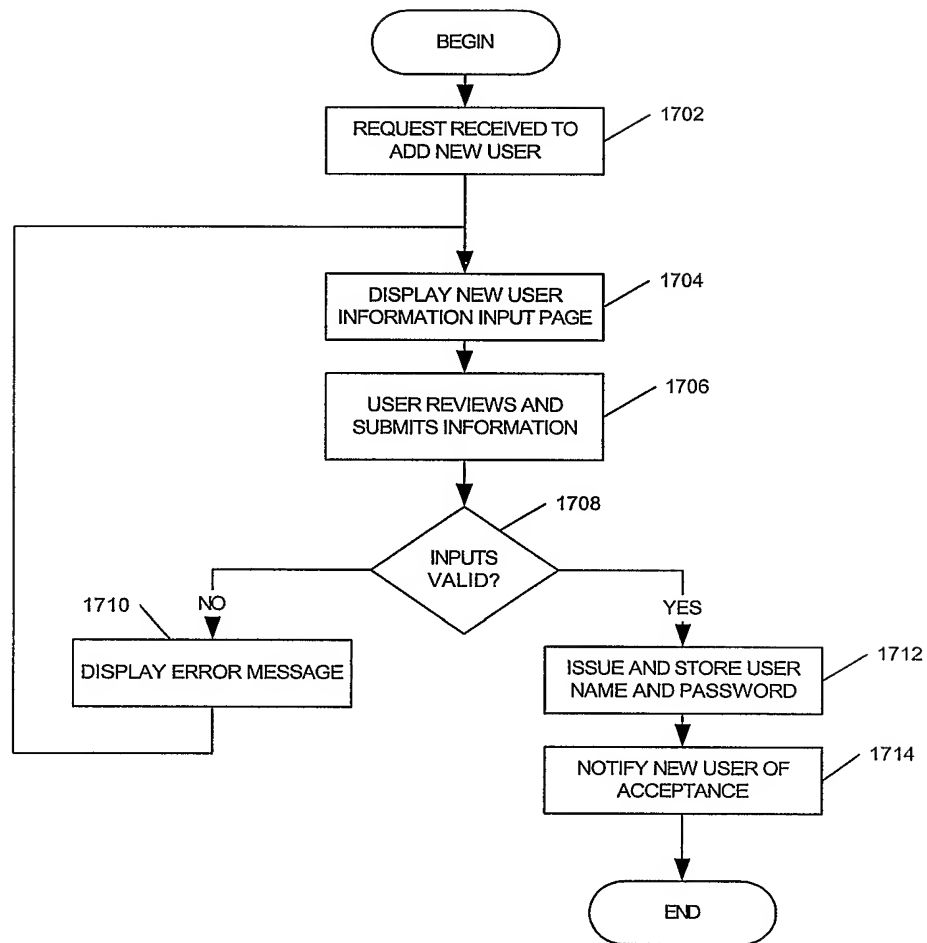 BEGIN
REQUEST RECEIVED TO
ADD NEW USER
1702
DISPLAY NEW USER
INFORMATION INPUT PAGE
1704
USER REVIEWS AND
SUBMITS INFORMATION
1706
INPUTS
VALID?
1708
NO
YES
1710
DISPLAY ERROR MESSAGE
ISSUE AND STORE USER
NAME AND PASSWORD
1712
NOTIFY NEW USER OF
ACCEPTANCE
1714
END